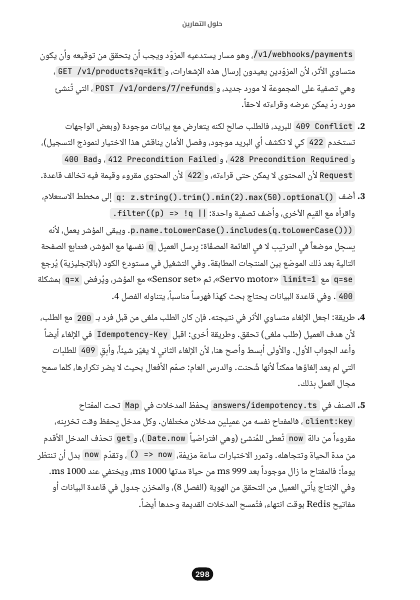 حلول التمارين
/v1/webhooks/payments، وهو مسار يستدعيه المزوّد ويجب أن يتحقق من توقيعه وأن يكون
متساوي الأثر، لأن المزوّدين يعيدون إرسال هذه الإشعارات، و GET /v1/products?q=kit،
وهي تصفية على المجموعة لا مورد جديد، و POST /v1/orders/7/refunds، التي تُنشئ
مورد ردّ يمكن عرضه وقراءته لاحقاً.
2. 409 Conflict للبريد، فالطلب صالح لكنه يتعارض مع بيانات موجودة (وبعض الواجهات
تستخدم 422 كي لا تكشف أي البريد موجود، وفصل الأمان يناقش هذا الاختيار لنموذج التسجيل)،
و 428 Precondition Required، و 412 Precondition Failed، و 400 Bad
Request لأن المحتوى لا يمكن حتى قراءته، و 422 لأن المحتوى مقروء وقيمة فيه تخالف قاعدة.
3. أضف q: z.string().trim().min(2).max(50).optional() إلى مخطط الاستعلام،
واقرأه مع القيم الأخرى، وأضف تصفية واحدة: .filter((p) => !q ||
p.name.toLowerCase().includes(q.toLowerCase())). ويبقى المؤشر يعمل، لأنه
يسجل موضعاً في الترتيب لا في القائمة المصفّاة: يرسل العميل q نفسها مع المؤشر، فتتابع الصفحة
التالية بعد ذلك الموضع بين المنتجات المطابقة. وفي التشغيل في مستودع الكود (بالإنجليزية) يُرجع
q=se مع limit=1 «Servo motor»، ثم «Sensor set» مع المؤشر، ويُرفض q=x بمشكلة
400. وفي قاعدة البيانات يحتاج بحث كهذا فهرساً مناسباً، يتناوله الفصل 4.
4. طريقة: اجعل الإلغاء متساوي الأثر في نتيجته. فإن كان الطلب ملغى من قبل فرد بـ 200 مع الطلب،
لأن هدف العميل (طلب ملغى) تحقق. وطريقة أخرى: اقبل Idempotency-Key في الإلغاء أيضاً
وأعد الجواب الأول. والأولى أبسط وأصح هنا، لأن الإلغاء الثاني لا يغيّر شيئاً، وأبقِ 409 للطلبات
التي لم يعد إلغاؤها ممكناً لأنها شُحنت. والدرس العام: صمّم الأفعال بحيث لا يضر تكرارها، كلما سمح
مجال العمل بذلك.
5. الصنف في answers/idempotency.ts يحفظ المدخلات في Map تحت المفتاح
client:key، فالمفتاح نفسه من عميلين مدخلان مختلفان. وكل مدخل يحفظ وقت تخزينه،
مقروءاً من دالة now تُعطى للمُنشئ (وهي افتراضياً Date.now)، و get تحذف المدخل الأقدم
من مدة الحياة وتتجاهله. وتمرر الاختبارات ساعة مزيفة، () => now، وتقدّم now بدل أن تنتظر
يوماً: فالمفتاح ما زال موجوداً بعد 999 ms من حياة مدتها 1000 ms، ويختفي عند 1000 ms.
وفي الإنتاج يأتي العميل من التحقق من الهوية (الفصل 8)، والمخزن جدول في قاعدة البيانات أو
مفاتيح Redis بوقت انتهاء، فتُمسح المدخلات القديمة وحدها أيضاً.
298